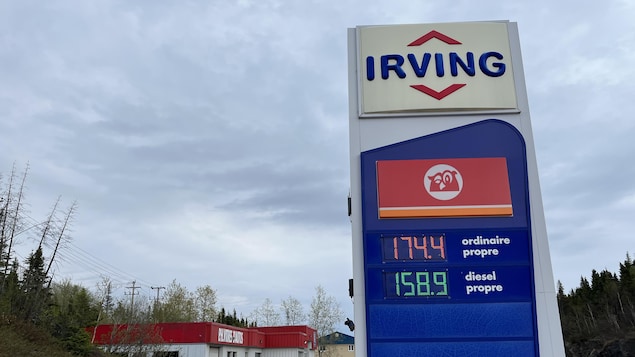 IRVING
174.4 ordinaire
propre
158.9 diesel
propre